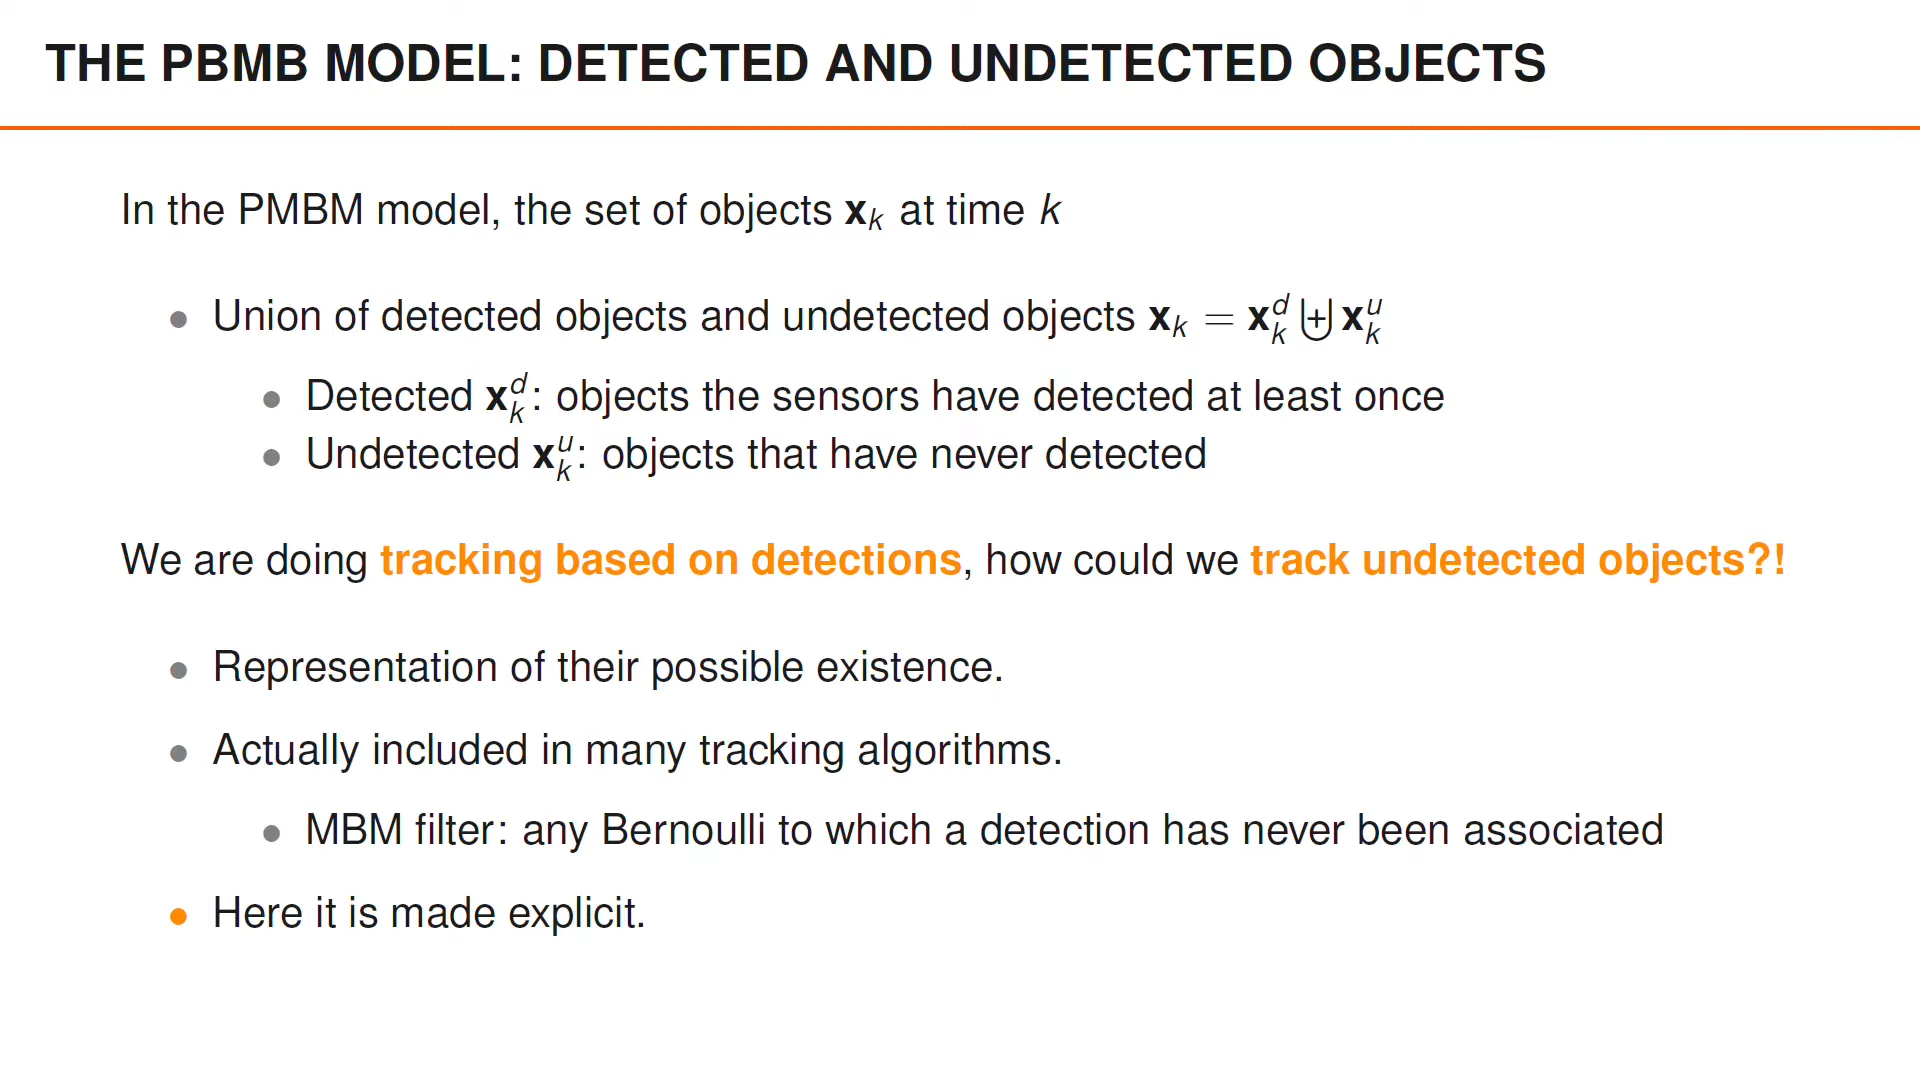 THE PBMB MODEL: DETECTED AND UNDETECTED OBJECTS
In the PMBM model, the set of objects 𝐱ₖ at time k
• Union of detected objects and undetected objects 𝐱ₖ = 𝐱ₖᵈ ⊎ 𝐱ₖᵘ
• Detected 𝐱ₖᵈ: objects the sensors have detected at least once
• Undetected 𝐱ₖᵘ: objects that have never detected
We are doing tracking based on detections, how could we track undetected objects?!
• Representation of their possible existence.
• Actually included in many tracking algorithms.
• MBM filter: any Bernoulli to which a detection has never been associated
• Here it is made explicit.